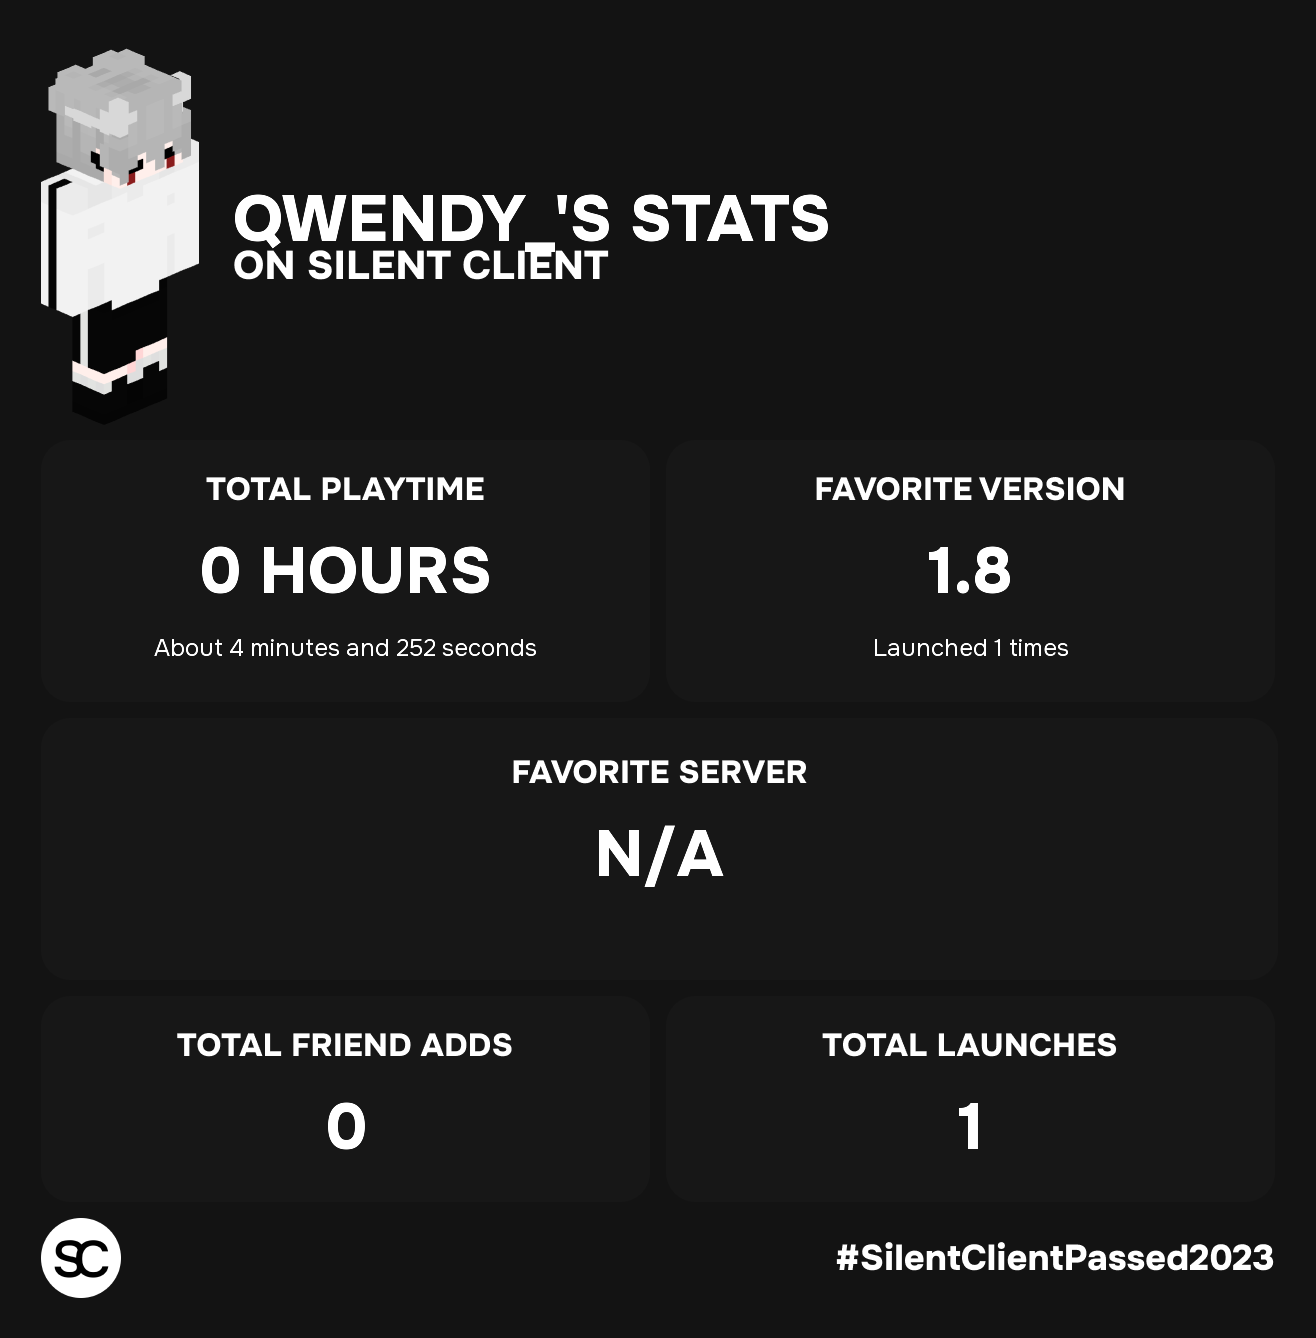 QWENDY_'S STATS
ON SILENT CLIENT
TOTAL PLAYTIME
0 HOURS
About 4 minutes and 252 seconds
FAVORITE VERSION
1.8
Launched 1 times
FAVORITE SERVER
N/A
TOTAL FRIEND ADDS
0
TOTAL LAUNCHES
1
SC
#SilentClientPassed2023